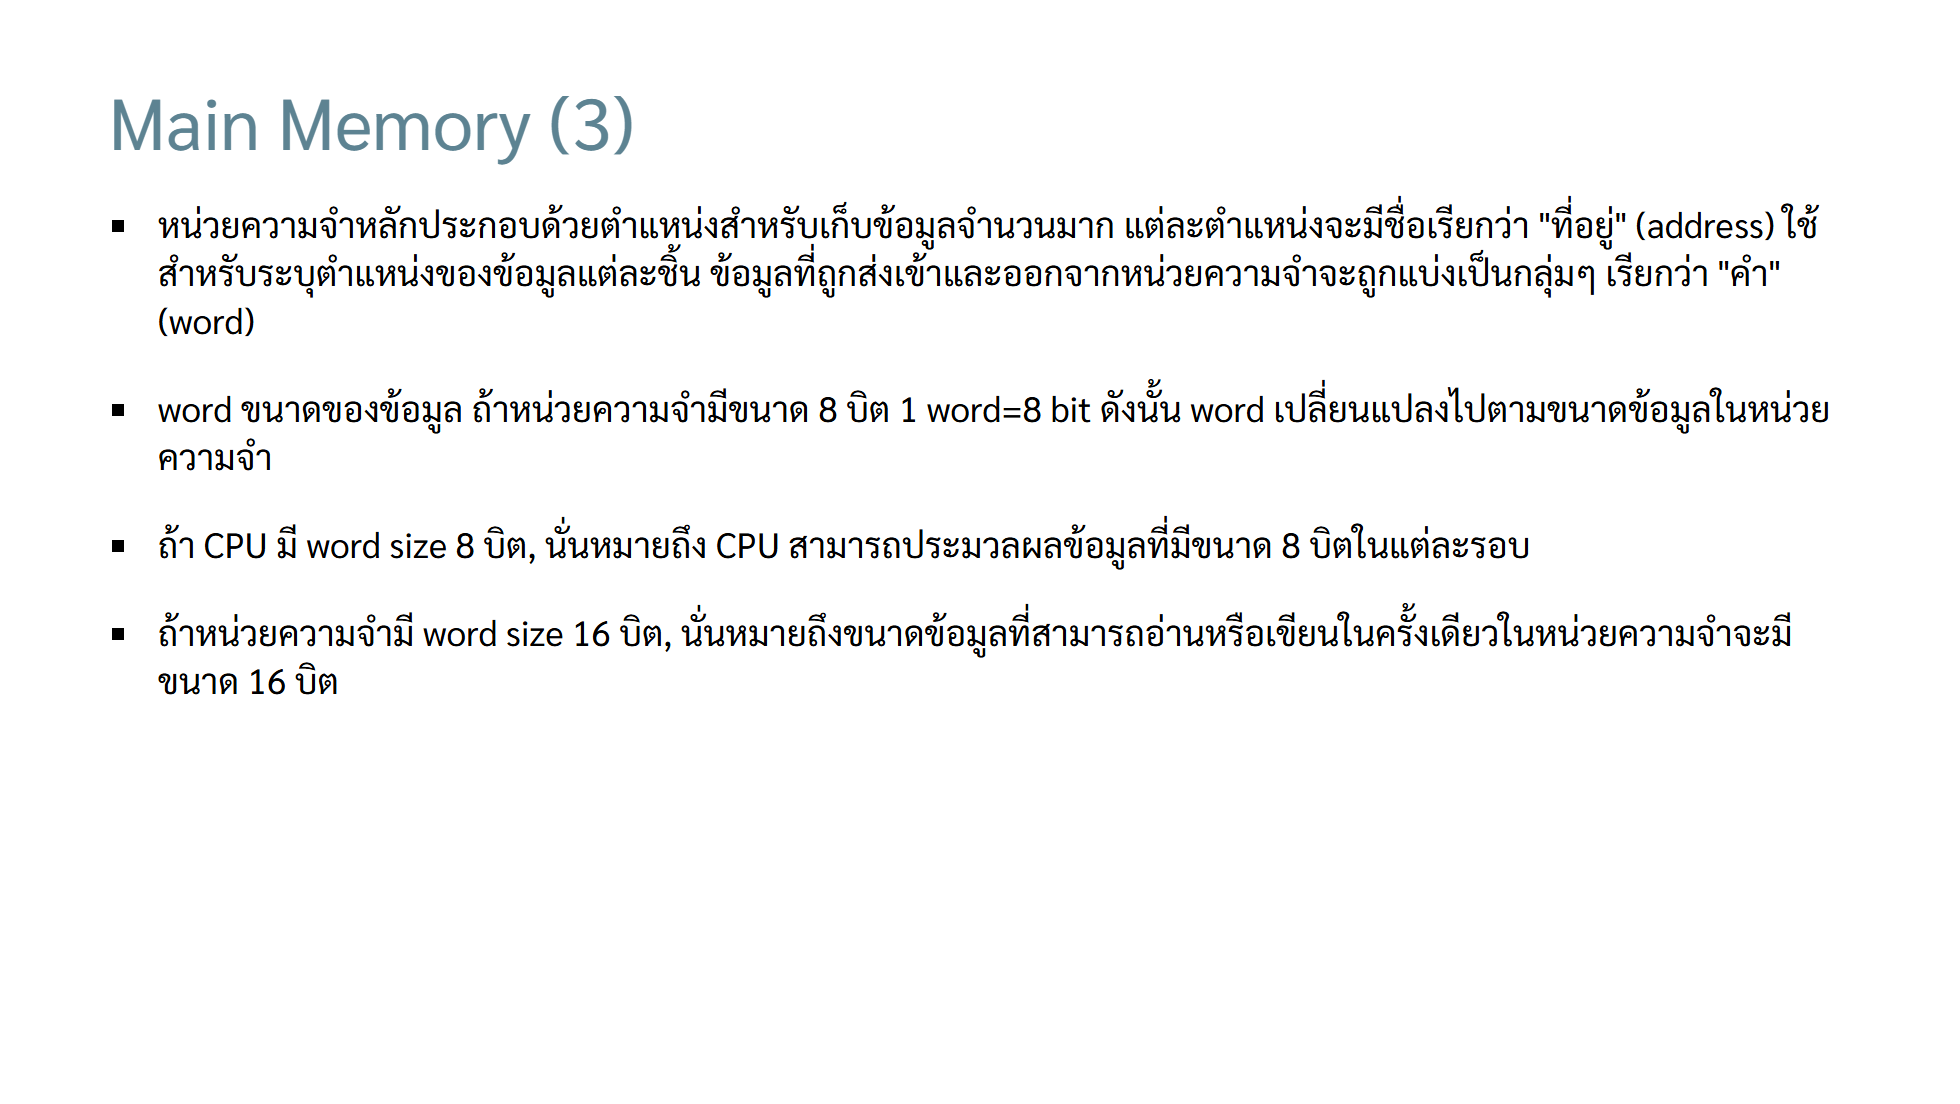 Main Memory (3)
▪ หน่วยความจำหลักประกอบด้วยตำแหน่งสำหรับเก็บข้อมูลจำนวนมาก แต่ละตำแหน่งจะมีชื่อเรียกว่า "ที่อยู่" (address) ใช้
สำหรับระบุตำแหน่งของข้อมูลแต่ละชิ้น ข้อมูลที่ถูกส่งเข้าและออกจากหน่วยความจำจะถูกแบ่งเป็นกลุ่มๆ เรียกว่า "คำ"
(word)
▪ word ขนาดของข้อมูล ถ้าหน่วยความจำมีขนาด 8 บิต 1 word=8 bit ดังนั้น word เปลี่ยนแปลงไปตามขนาดข้อมูลในหน่วย
ความจำ
▪ ถ้า CPU มี word size 8 บิต, นั่นหมายถึง CPU สามารถประมวลผลข้อมูลที่มีขนาด 8 บิตในแต่ละรอบ
▪ ถ้าหน่วยความจำมี word size 16 บิต, นั่นหมายถึงขนาดข้อมูลที่สามารถอ่านหรือเขียนในครั้งเดียวในหน่วยความจำจะมี
ขนาด 16 บิต